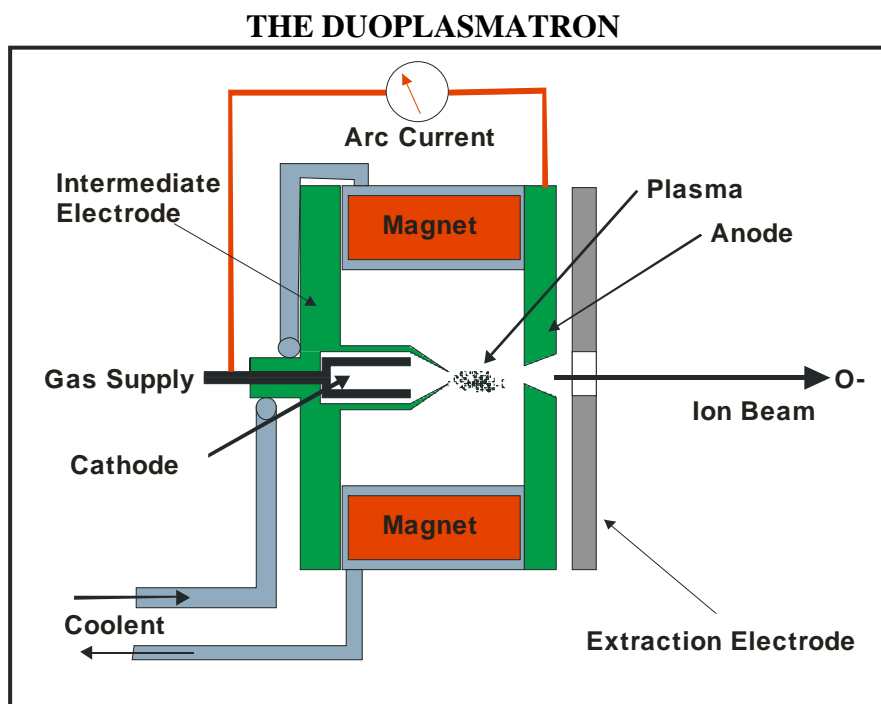 THE DUOPLASMATRON
Arc Current
Intermediate
Electrode
Magnet
Plasma
Anode
Gas Supply
O-
Ion Beam
Cathode
Magnet
Coolent
Extraction Electrode